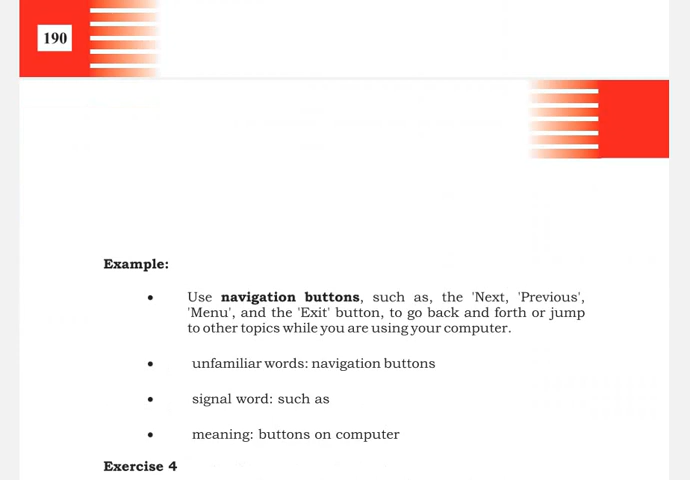 190
Example:
• Use navigation buttons, such as, the 'Next, 'Previous',
'Menu', and the 'Exit' button, to go back and forth or jump
to other topics while you are using your computer.
• unfamiliar words: navigation buttons
• signal word: such as
• meaning: buttons on computer
Exercise 4